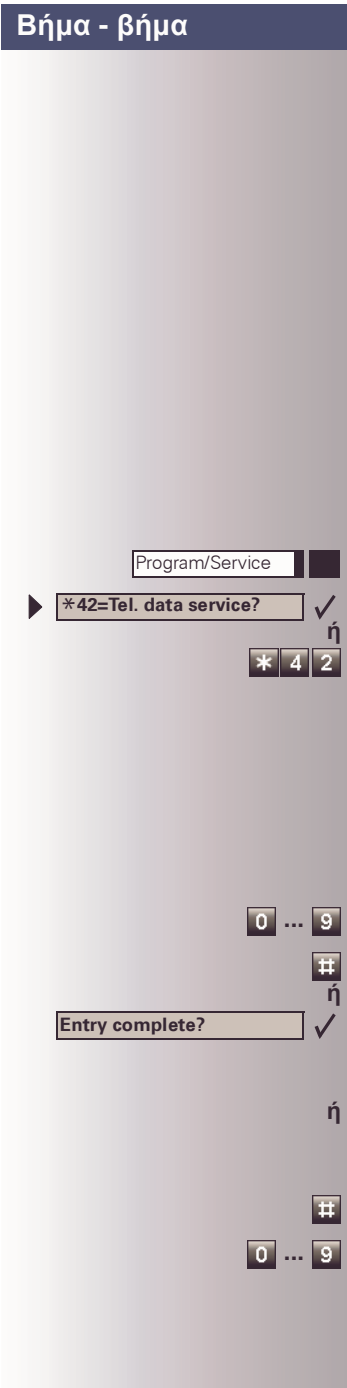 Βήμα - βήμα
Program/Service
*42=Tel. data service? ✓
ή
* 4 2
0 ... 9
#
ή
Entry complete? ✓
ή
#
0 ... 9